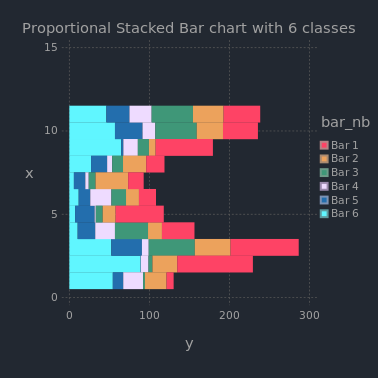 Proportional Stacked Bar chart with 6 classes
15
10
5
0
x
0 100 200 300
y
bar_nb
Bar 1
Bar 2
Bar 3
Bar 4
Bar 5
Bar 6